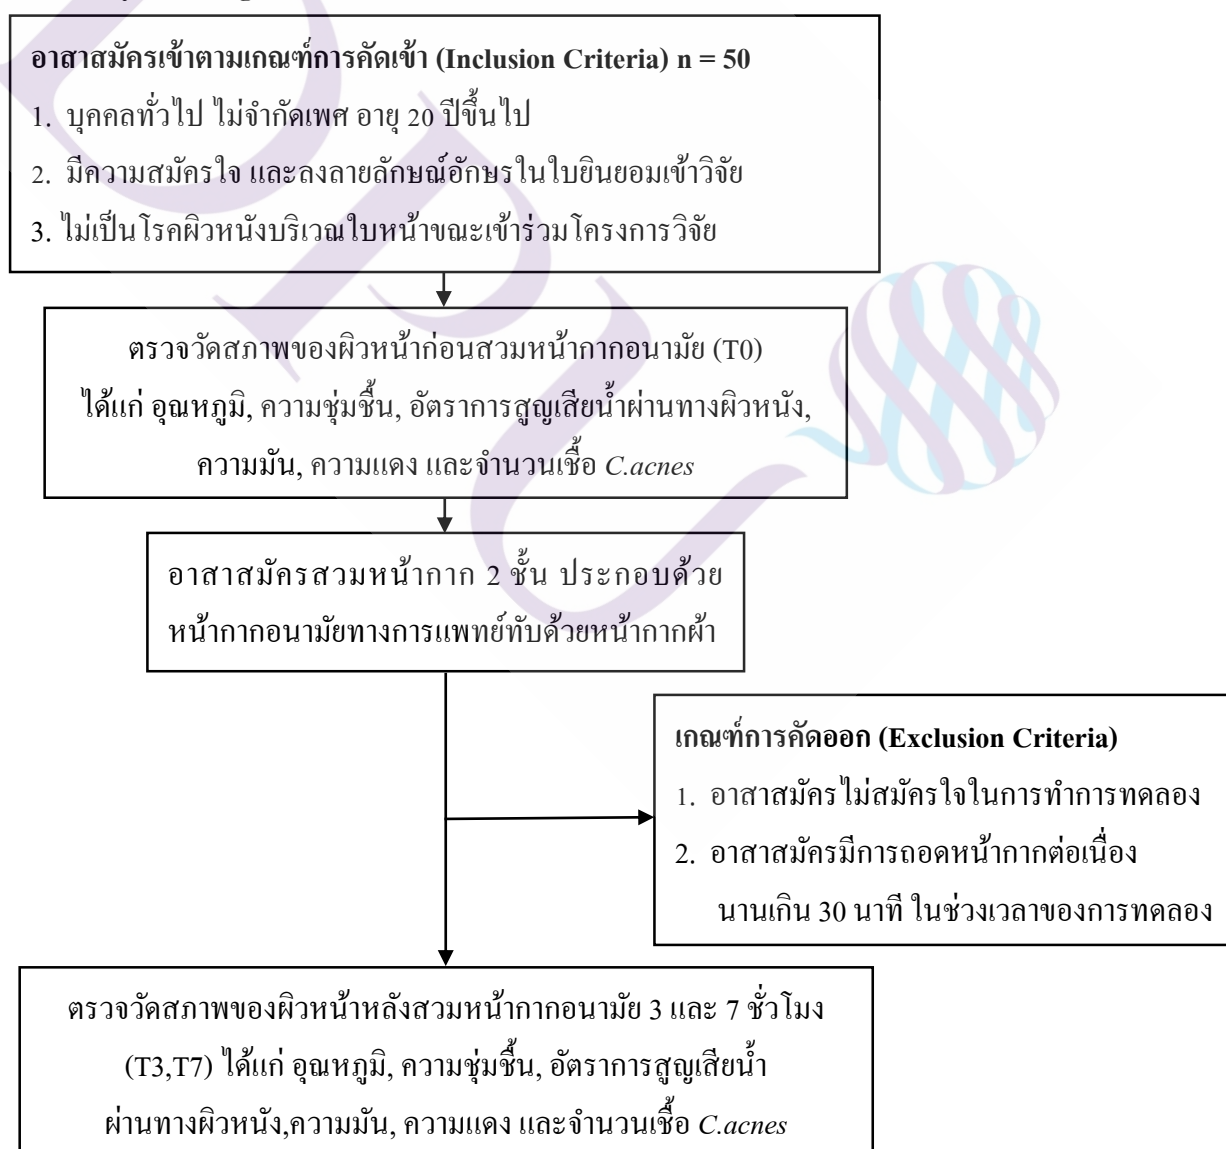 อาสาสมัครเข้าตามเกณฑ์การคัดเข้า (Inclusion Criteria) n = 50
1. บุคคลทั่วไป ไม่จำกัดเพศ อายุ 20 ปีขึ้นไป
2. มีความสมัครใจ และลงลายลักษณ์อักษรในใบยินยอมเข้าวิจัย
3. ไม่เป็นโรคผิวหนังบริเวณใบหน้าขณะเข้าร่วมโครงการวิจัย
ตรวจวัดสภาพของผิวหน้าก่อนสวมหน้ากากอนามัย (T0)
ได้แก่ อุณหภูมิ, ความชุ่มชื้น, อัตราการสูญเสียน้ำผ่านทางผิวหนัง,
ความมัน, ความแดง และจำนวนเชื้อ C.acnes
อาสาสมัครสวมหน้ากาก 2 ชั้น ประกอบด้วย
หน้ากากอนามัยทางการแพทย์ทับด้วยหน้ากากผ้า
เกณฑ์การคัดออก (Exclusion Criteria)
1. อาสาสมัครไม่สมัครใจในการทำการทดลอง
2. อาสาสมัครมีการถอดหน้ากากต่อเนื่อง
นานเกิน 30 นาที ในช่วงเวลาของการทดลอง
ตรวจวัดสภาพของผิวหน้าหลังสวมหน้ากากอนามัย 3 และ 7 ชั่วโมง
(T3,T7) ได้แก่ อุณหภูมิ, ความชุ่มชื้น, อัตราการสูญเสียน้ำ
ผ่านทางผิวหนัง,ความมัน, ความแดง และจำนวนเชื้อ C.acnes
DPU